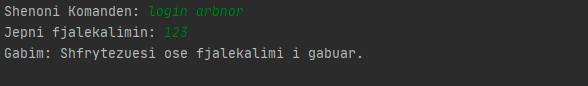 Shenoni Komanden: login arbnor
Jepni fjalekalimin: 123
Gabim: Shfrytezuesi ose fjalekalimi i gabuar.